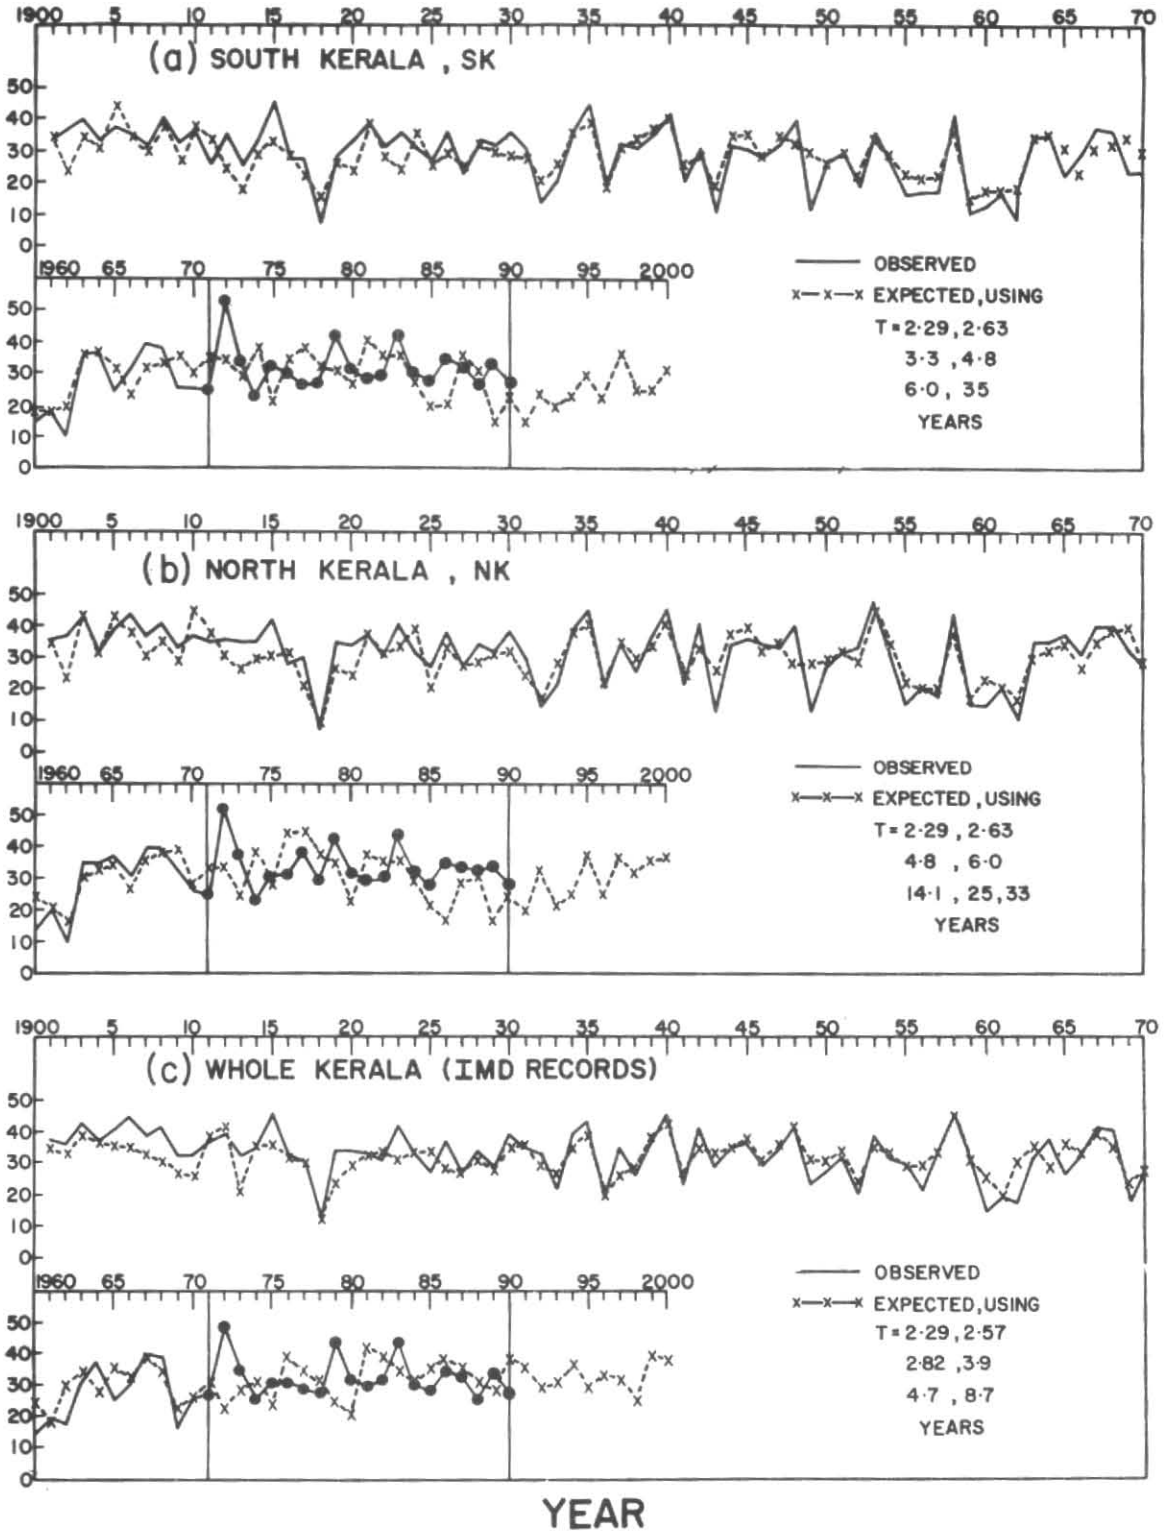 1900 5 10 15 20 25 30 35 40 45 50 55 60 65 70
(a) SOUTH KERALA , SK
50
40
30
20
10
0
1960 65 70 75 80 85 90 95 2000
OBSERVED
x—x—x EXPECTED, USING
T = 2·29, 2·63
3·3 , 4·8
6·0, 35
YEARS
50
40
30
20
10
0
1900 5 10 15 20 25 30 35 40 45 50 55 60 65 70
(b) NORTH KERALA , NK
50
40
30
20
10
0
1960 65 70 75 80 85 90 95 2000
OBSERVED
x—x—x EXPECTED, USING
T = 2·29 , 2·63
4·8 , 6·0
14·1 , 25, 33
YEARS
50
40
30
20
10
0
1900 5 10 15 20 25 30 35 40 45 50 55 60 65 70
(c) WHOLE KERALA (IMD RECORDS)
50
40
30
20
10
0
1960 65 70 75 80 85 90 95 2000
OBSERVED
x—x—x EXPECTED, USING
T = 2·29, 2·57
2·82 , 3·9
4·7 , 8·7
YEARS
50
40
30
20
10
0
YEAR